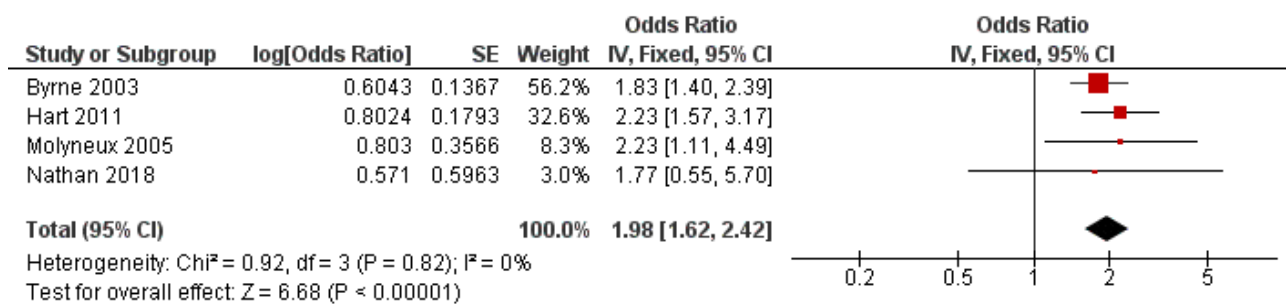 Odds Ratio Odds Ratio
Study or Subgroup log[Odds Ratio] SE Weight IV, Fixed, 95% CI IV, Fixed, 95% CI
Byrne 2003 0.6043 0.1367 56.2% 1.83 [1.40, 2.39]
Hart 2011 0.8024 0.1793 32.6% 2.23 [1.57, 3.17]
Molyneux 2005 0.803 0.3566 8.3% 2.23 [1.11, 4.49]
Nathan 2018 0.571 0.5963 3.0% 1.77 [0.55, 5.70]
Total (95% CI) 100.0% 1.98 [1.62, 2.42]
Heterogeneity: Chi² = 0.92, df = 3 (P = 0.82); I² = 0%
Test for overall effect: Z = 6.68 (P < 0.00001)
0.2 0.5 1 2 5